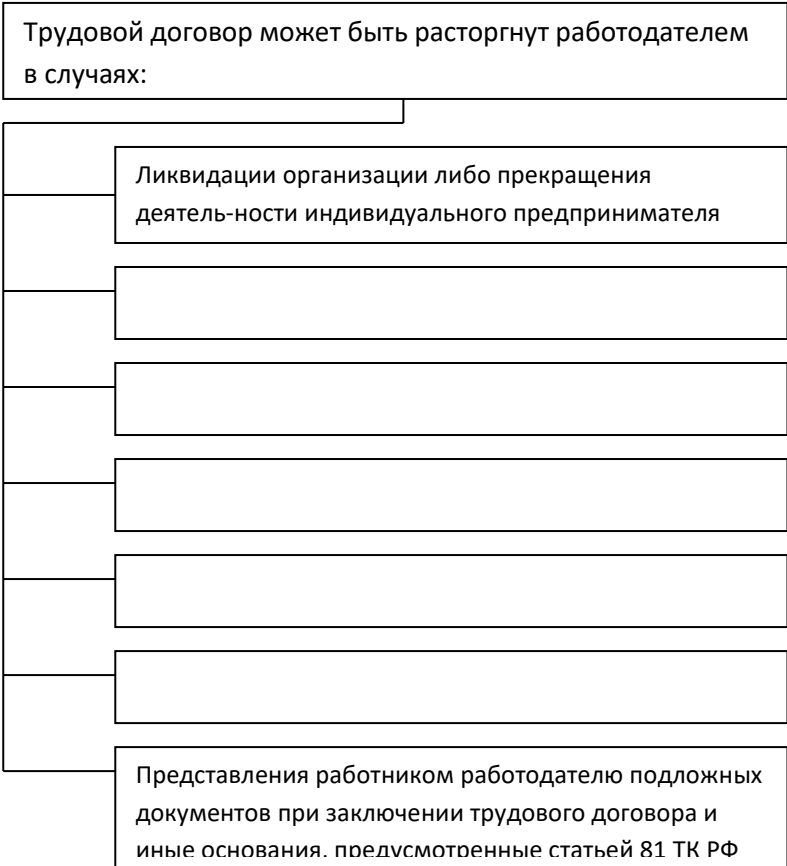 Трудовой договор может быть расторгнут работодателем
в случаях:
Ликвидации организации либо прекращения
деятель-ности индивидуального предпринимателя
Представления работником работодателю подложных
документов при заключении трудового договора и
иные основания, предусмотренные статьей 81 ТК РФ